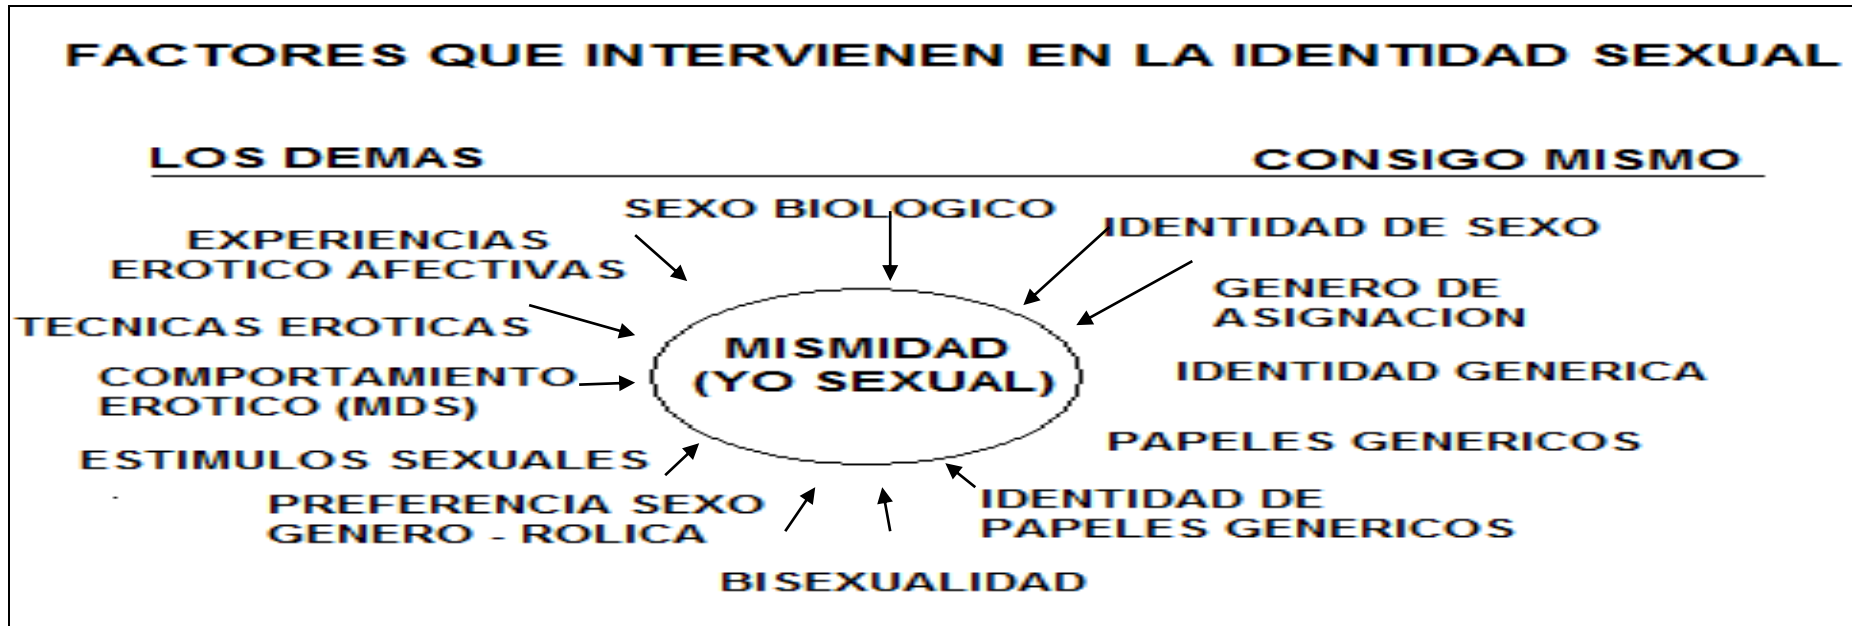 FACTORES QUE INTERVIENEN EN LA IDENTIDAD SEXUAL
LOS DEMAS
CONSIGO MISMO
SEXO BIOLOGICO
EXPERIENCIAS
EROTICO AFECTIVAS
TECNICAS EROTICAS
COMPORTAMIENTO
EROTICO (MDS)
ESTIMULOS SEXUALES
PREFERENCIA SEXO
GENERO - ROLICA
BISEXUALIDAD
MISMIDAD
(YO SEXUAL)
IDENTIDAD DE SEXO
GENERO DE
ASIGNACION
IDENTIDAD GENERICA
PAPELES GENERICOS
IDENTIDAD DE
PAPELES GENERICOS